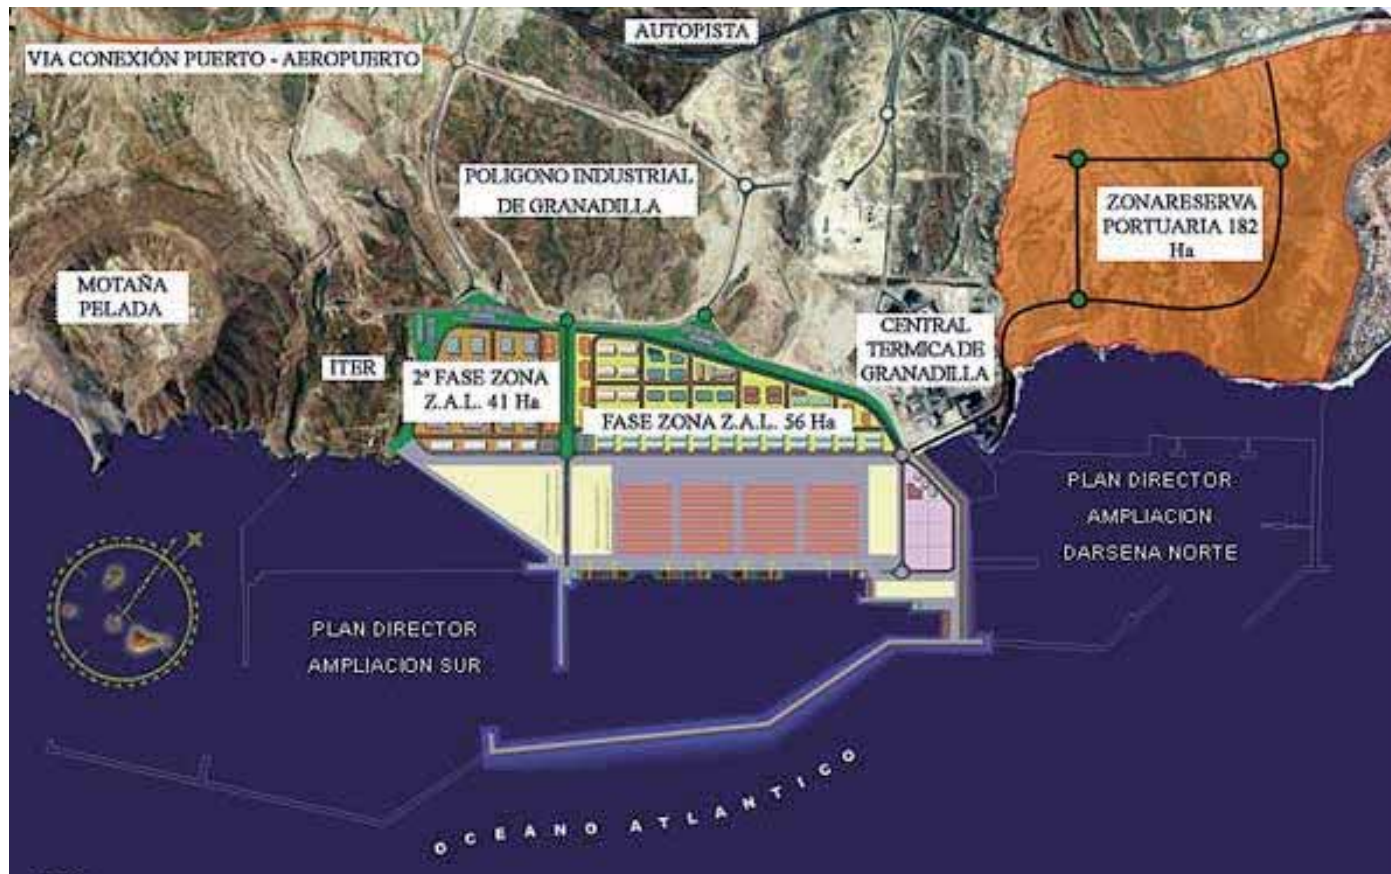 AUTOPISTA
VIA CONEXIÓN PUERTO - AEROPUERTO
POLIGONO INDUSTRIAL
DE GRANADILLA
ZONARESERVA
PORTUARIA 182
Ha
MOTAÑA
PELADA
ITER
2ª FASE ZONA
Z.A.L. 41 Ha
FASE ZONA Z.A.L. 56 Ha
CENTRAL
TERMICA DE
GRANADILLA
PLAN DIRECTOR
AMPLIACION
DARSENA NORTE
PLAN DIRECTOR
AMPLIACION SUR
OCEANO ATLANTICO